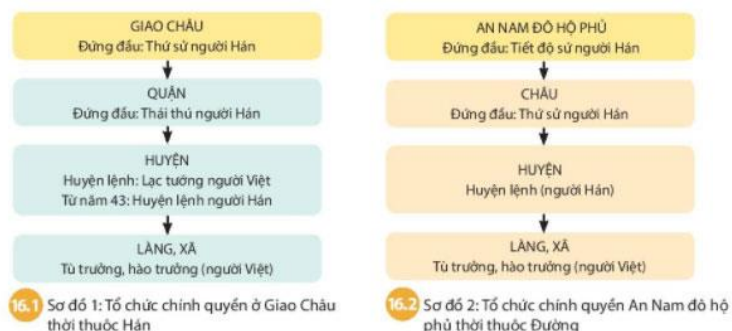 GIAO CHÂU
Đứng đầu: Thứ sử người Hán
QUẬN
Đứng đầu: Thái thú người Hán
HUYỆN
Huyện lệnh: Lạc tướng người Việt
Từ năm 43: Huyện lệnh người Hán
LÀNG, XÃ
Tù trưởng, hào trưởng (người Việt)
16.1 Sơ đồ 1: Tổ chức chính quyền ở Giao Châu
thời thuộc Hán
AN NAM ĐÔ HỘ PHỦ
Đứng đầu: Tiết độ sứ người Hán
CHÂU
Đứng đầu: Thứ sử người Hán
HUYỆN
Huyện lệnh (người Hán)
LÀNG, XÃ
Tù trưởng, hào trưởng (người Việt)
16.2 Sơ đồ 2: Tổ chức chính quyền An Nam đô hộ
phủ thời thuộc Đường